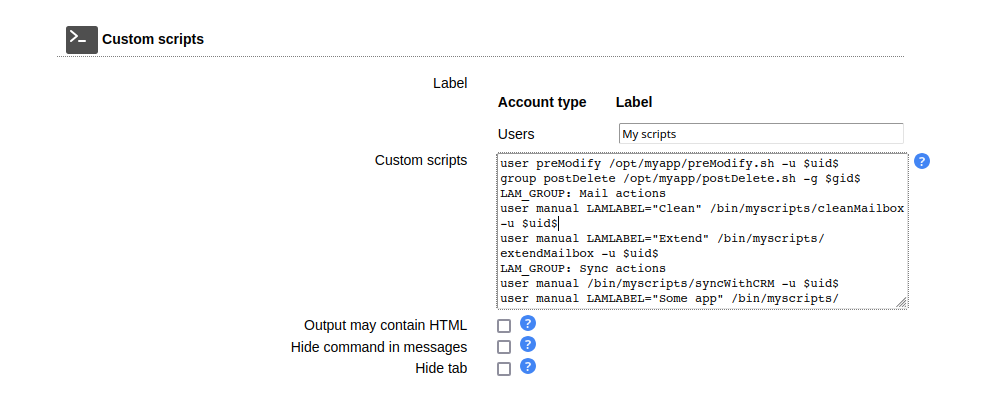 >_ Custom scripts
Label
Account type Label
Users My scripts
Custom scripts
user preModify /opt/myapp/preModify.sh -u $uid$
group postDelete /opt/myapp/postDelete.sh -g $gid$
LAM_GROUP: Mail actions
user manual LAMLABEL="Clean" /bin/myscripts/cleanMailbox
-u $uid$
user manual LAMLABEL="Extend" /bin/myscripts/
extendMailbox -u $uid$
LAM_GROUP: Sync actions
user manual /bin/myscripts/syncWithCRM -u $uid$
user manual LAMLABEL="Some app" /bin/myscripts/
?
Output may contain HTML ?
Hide command in messages ?
Hide tab ?